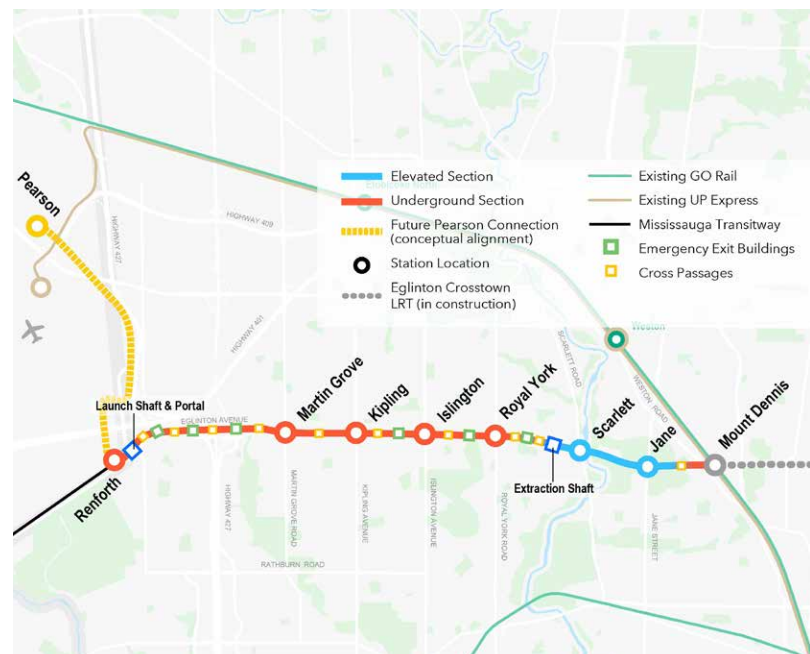 Elevated Section
Underground Section
Future Pearson Connection
(conceptual alignment)
Station Location
Eglinton Crosstown
LRT (in construction)
Existing GO Rail
Existing UP Express
Mississauga Transitway
Emergency Exit Buildings
Cross Passages
Pearson
HIGHWAY 427
HIGHWAY 409
HIGHWAY 401
Weston
SCARLETT ROAD
WESTON ROAD
Launch Shaft & Portal
EGLINTON AVENUE
Renforth
Martin Grove
Kipling
Islington
Royal York
Scarlett
Jane
Mount Dennis
Extraction Shaft
HIGHWAY 427
MARTIN GROVE ROAD
KIPLING AVENUE
ISLINGTON AVENUE
ROYAL YORK ROAD
JANE STREET
RATHBURN ROAD